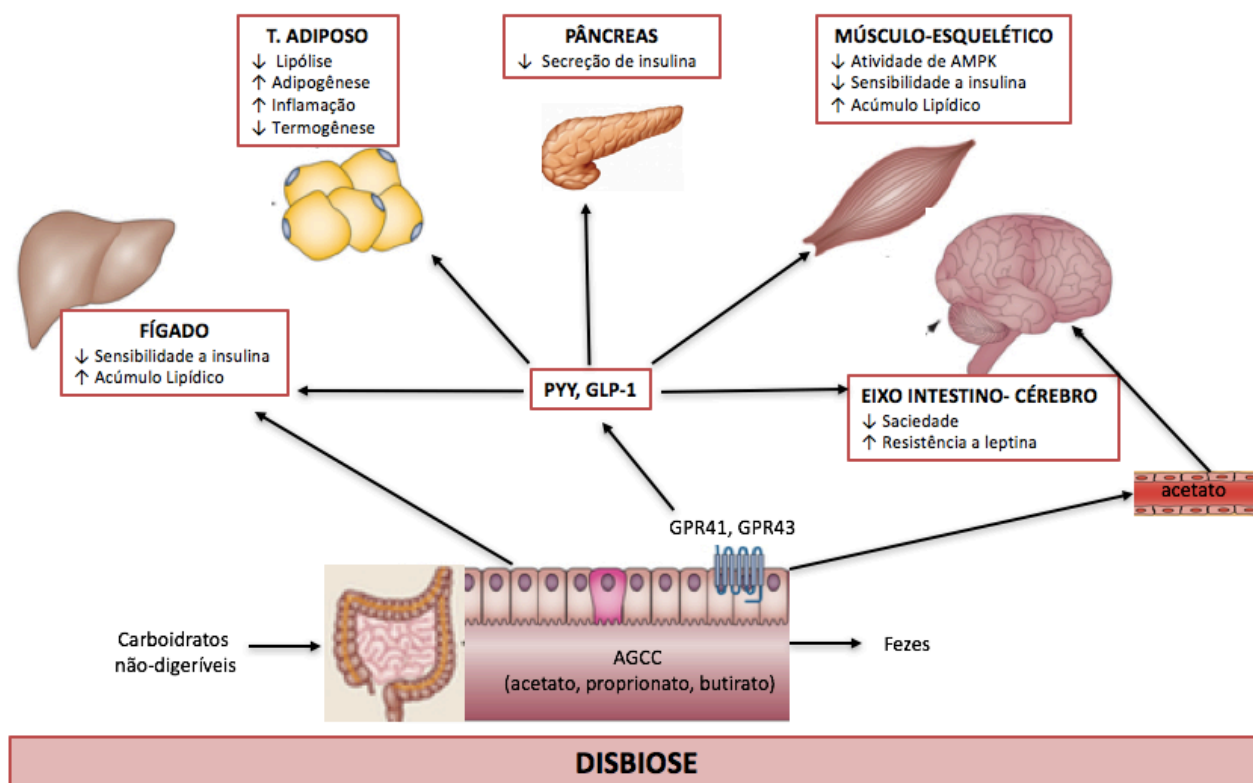 T. ADIPOSO
↓ Lipólise
↑ Adipogênese
↑ Inflamação
↓ Termogênese
PÂNCREAS
↓ Secreção de insulina
MÚSCULO-ESQUELÉTICO
↓ Atividade de AMPK
↓ Sensibilidade a insulina
↑ Acúmulo Lipídico
FÍGADO
↓ Sensibilidade a insulina
↑ Acúmulo Lipídico
PYY, GLP-1
EIXO INTESTINO- CÉREBRO
↓ Saciedade
↑ Resistência a leptina
acetato
GPR41, GPR43
Carboidratos
não-digeríveis
AGCC
(acetato, proprionato, butirato)
Fezes
DISBIOSE